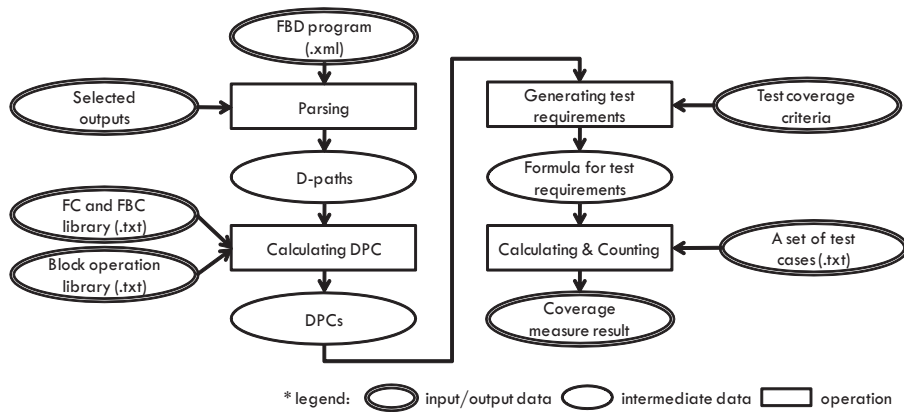 FBD program
(.xml)
Selected
outputs
Parsing
D-paths
FC and FBC
library (.txt)
Block operation
library (.txt)
Calculating DPC
DPCs
Generating test
requirements
Test coverage
criteria
Formula for test
requirements
Calculating & Counting
A set of test
cases (.txt)
Coverage
measure result
* legend: input/output data intermediate data operation